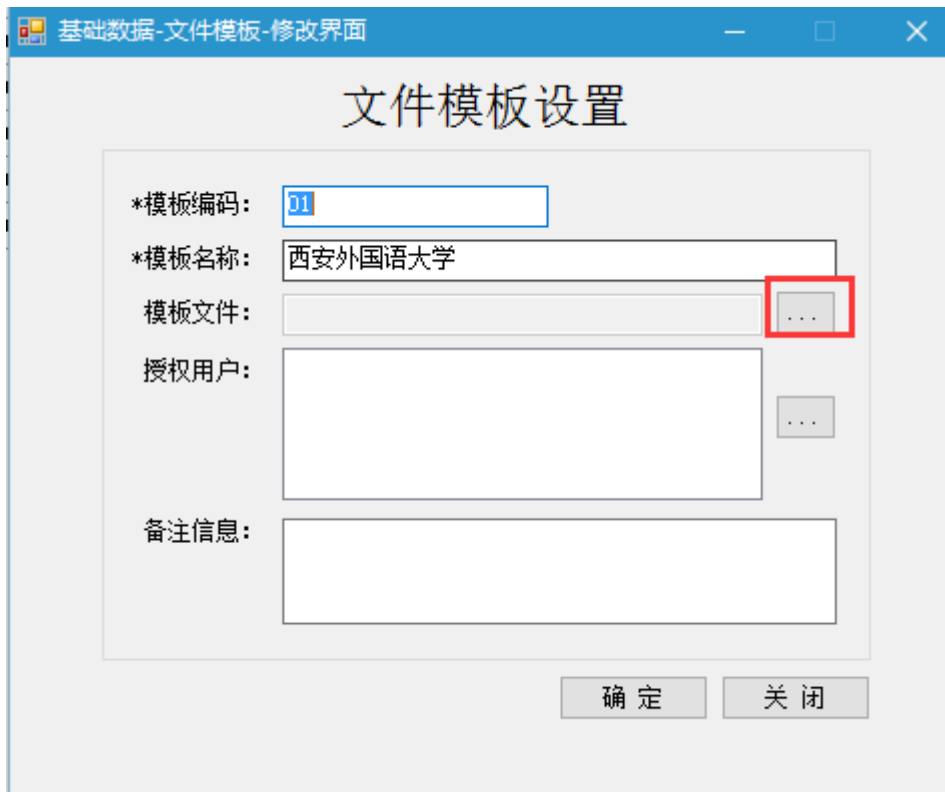 基础数据-文件模板-修改界面
文件模板设置
*模板编码: 01
*模板名称: 西安外国语大学
模板文件: ...
授权用户:
...
备注信息:
确 定 关 闭